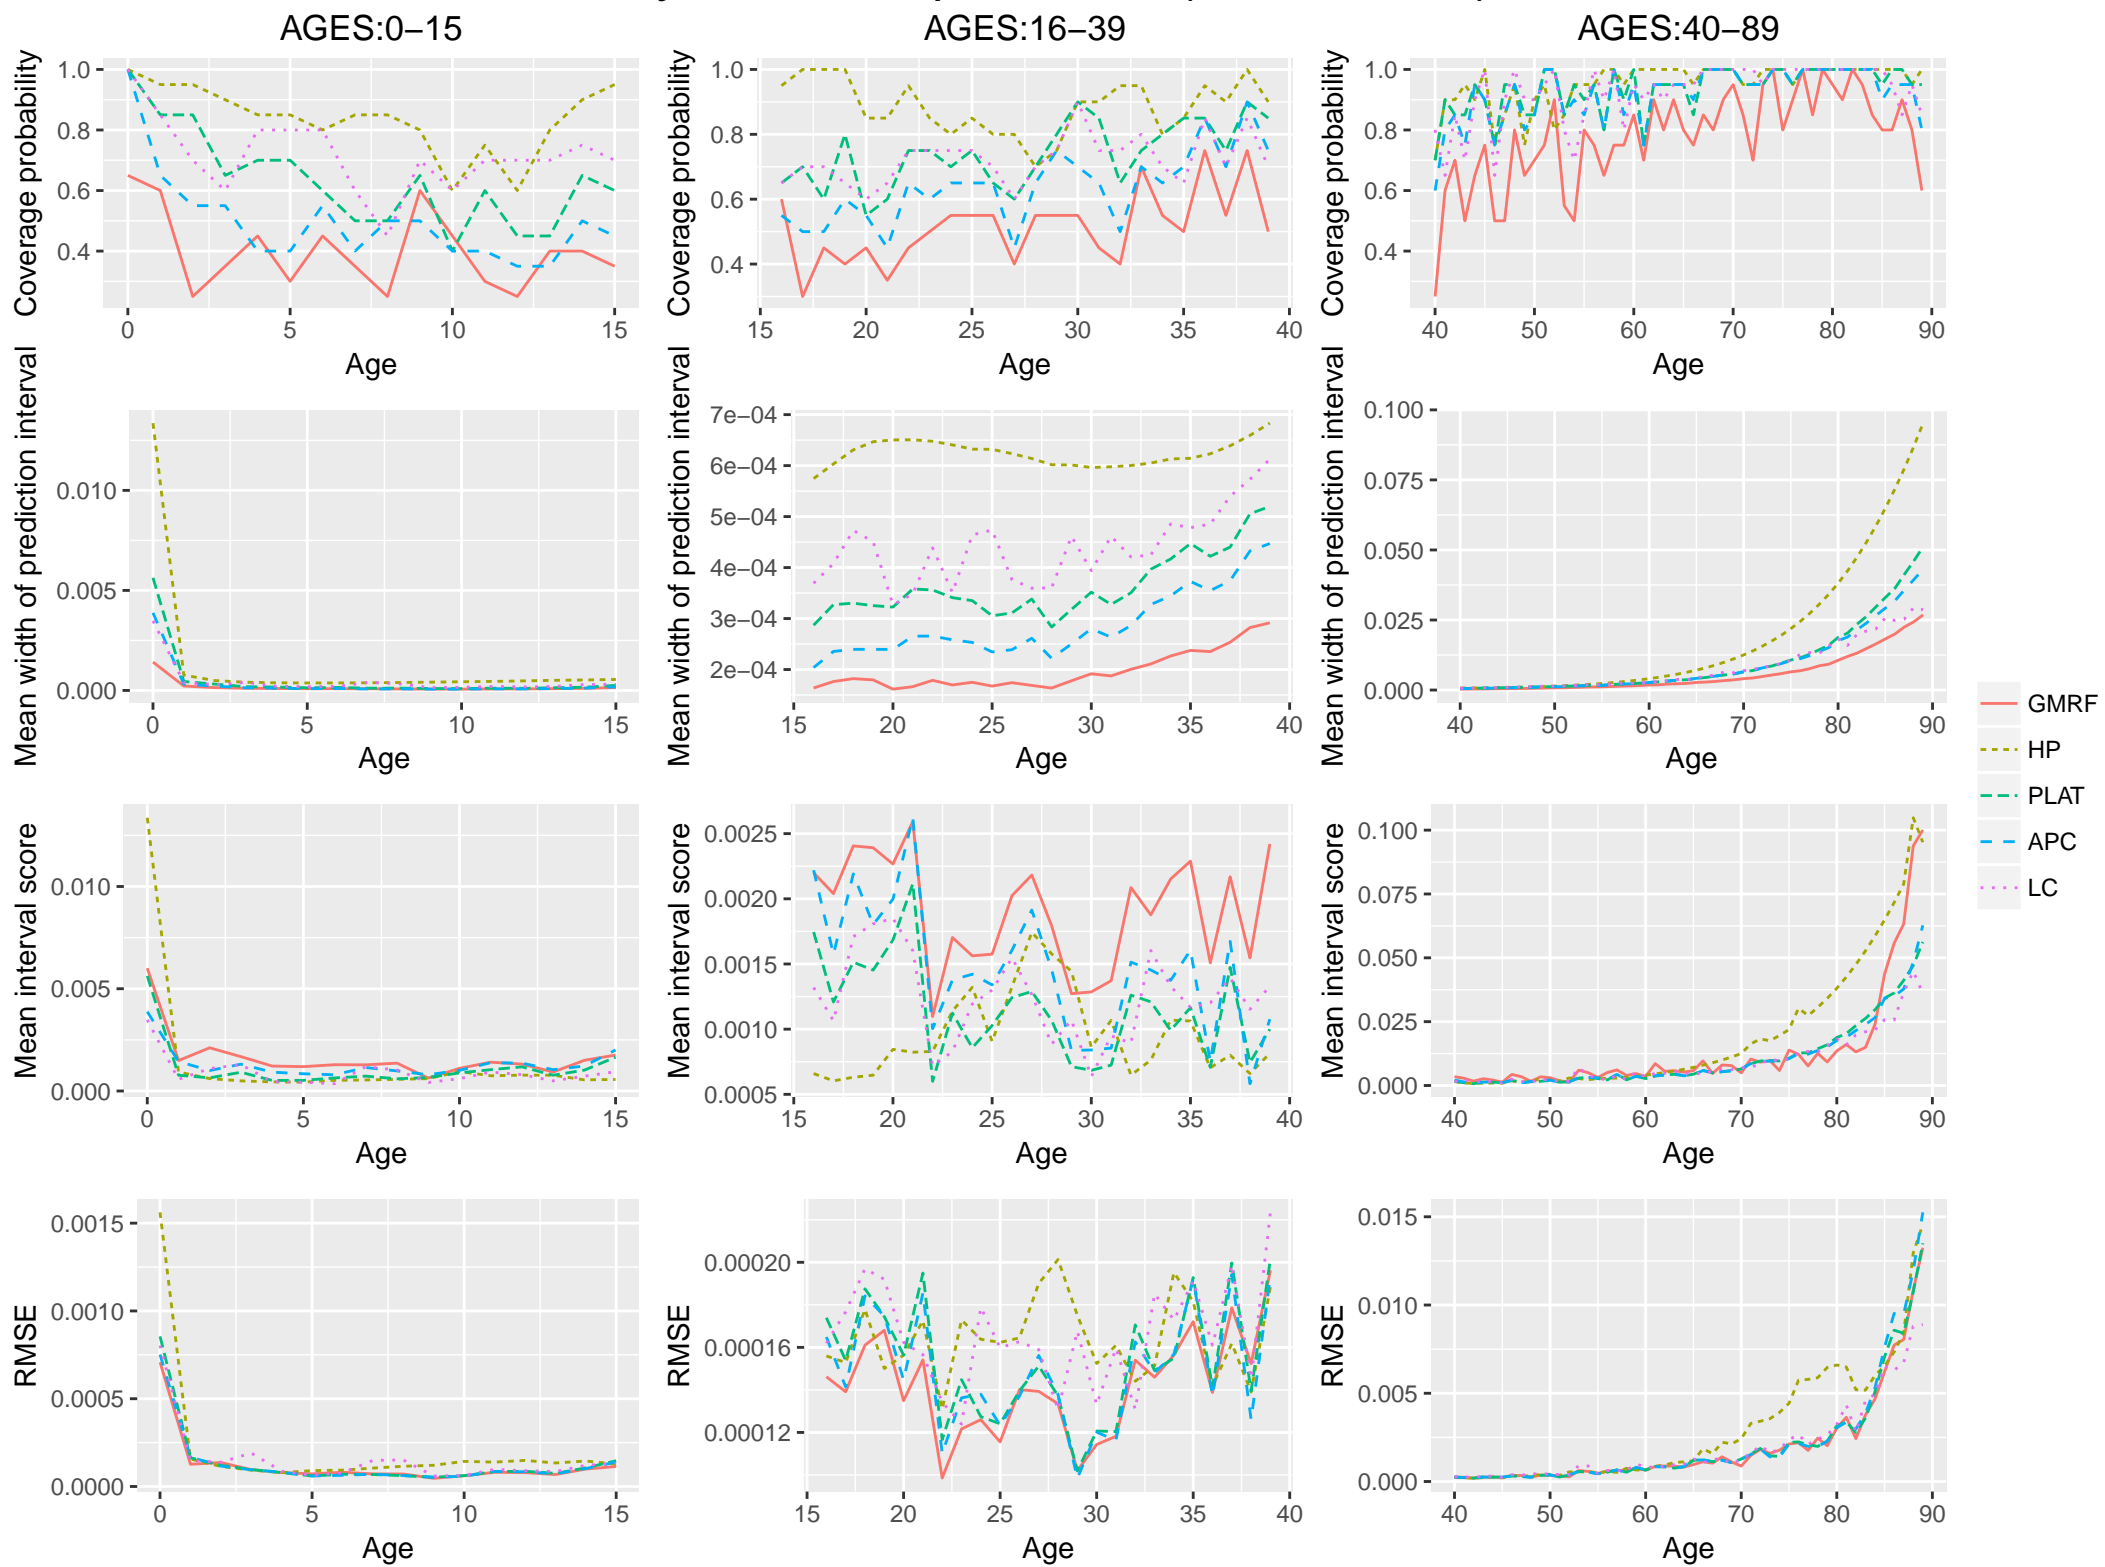 AGES:0−15
AGES:16−39
AGES:40−89
Coverage probability
1.0
0.8
0.6
0.4
0
5
10
15
Age
Coverage probability
1.0
0.8
0.6
0.4
15
20
25
30
35
40
Age
Coverage probability
1.0
0.8
0.6
0.4
40
50
60
70
80
90
Age
Mean width of prediction interval
0.010
0.005
0.000
0
5
10
15
Age
Mean width of prediction interval
7e−04
6e−04
5e−04
4e−04
3e−04
2e−04
15
20
25
30
35
40
Age
Mean width of prediction interval
0.100
0.075
0.050
0.025
0.000
40
50
60
70
80
90
Age
GMRF
HP
PLAT
APC
LC
Mean interval score
0.010
0.005
0.000
0
5
10
15
Age
Mean interval score
0.0025
0.0020
0.0015
0.0010
0.0005
15
20
25
30
35
40
Age
Mean interval score
0.100
0.075
0.050
0.025
0.000
40
50
60
70
80
90
Age
RMSE
0.0015
0.0010
0.0005
0.0000
0
5
10
15
Age
RMSE
0.00020
0.00016
0.00012
15
20
25
30
35
40
Age
RMSE
0.015
0.010
0.005
0.000
40
50
60
70
80
90
Age